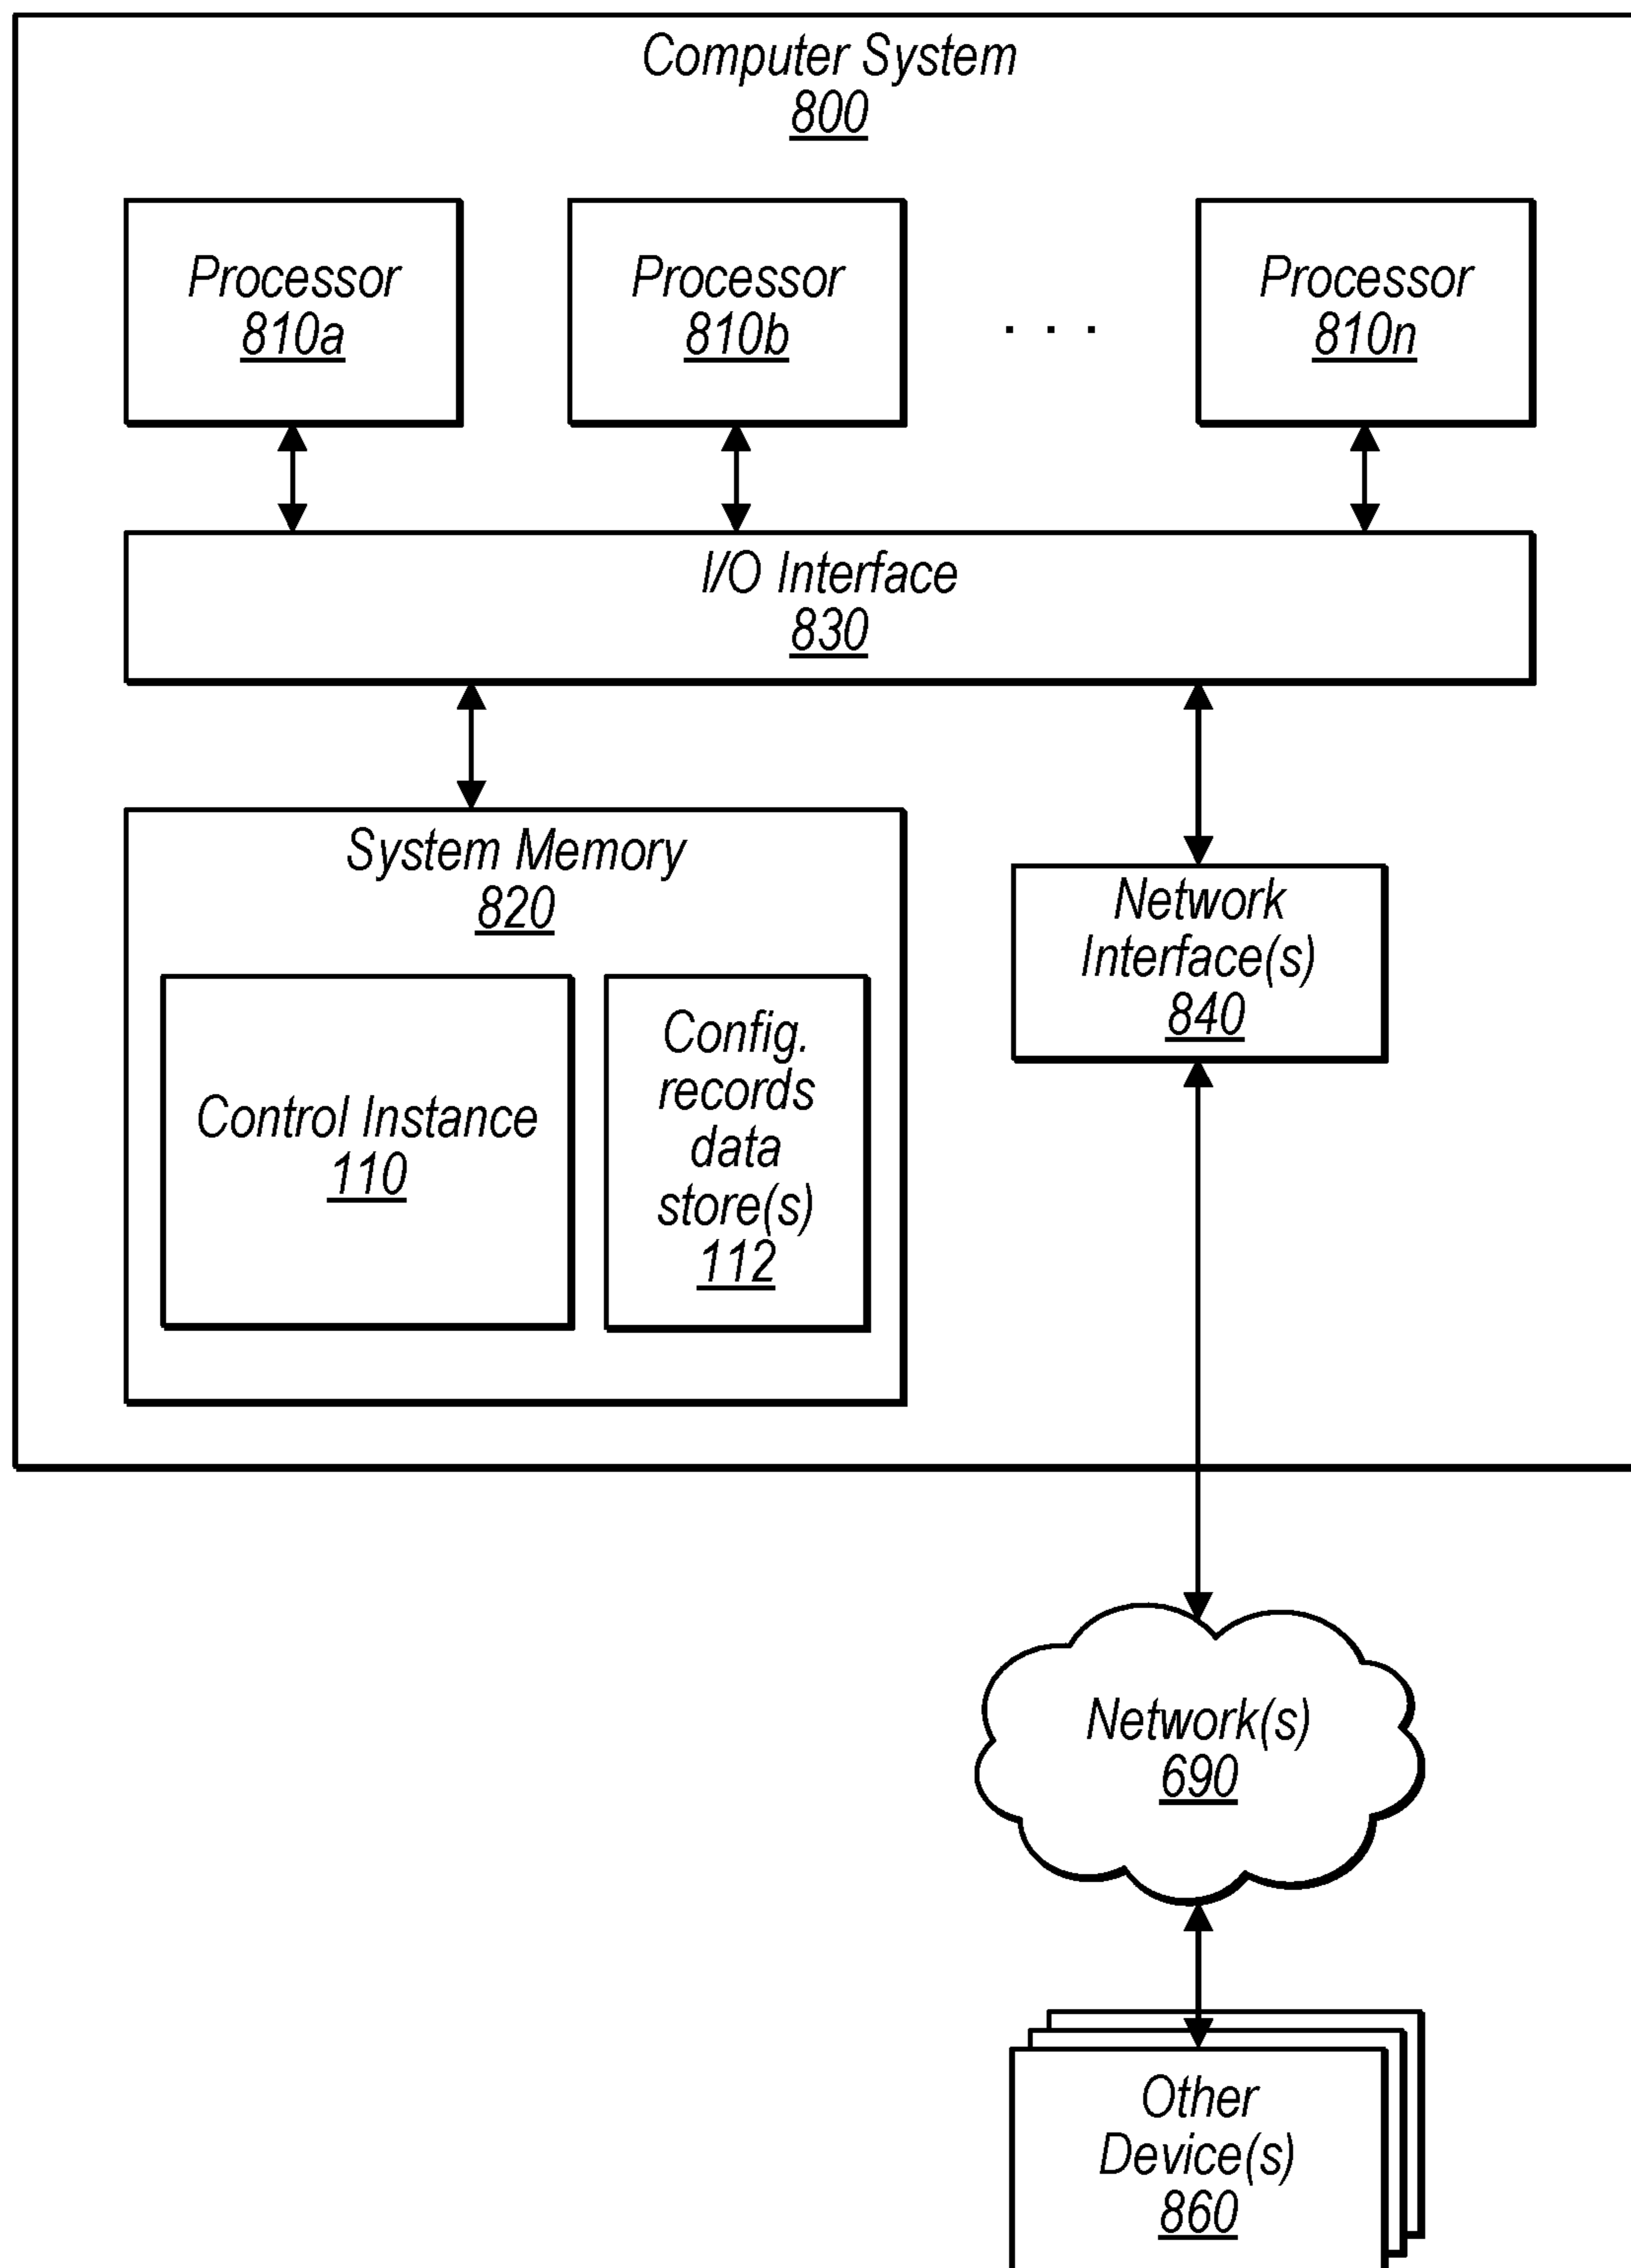 Computer System
800
Processor
810a
Processor
810b
. . .
Processor
810n
I/O Interface
830
System Memory
820
Control Instance
110
Config.
records
data
store(s)
112
Network
Interface(s)
840
Network(s)
690
Other
Device(s)
860